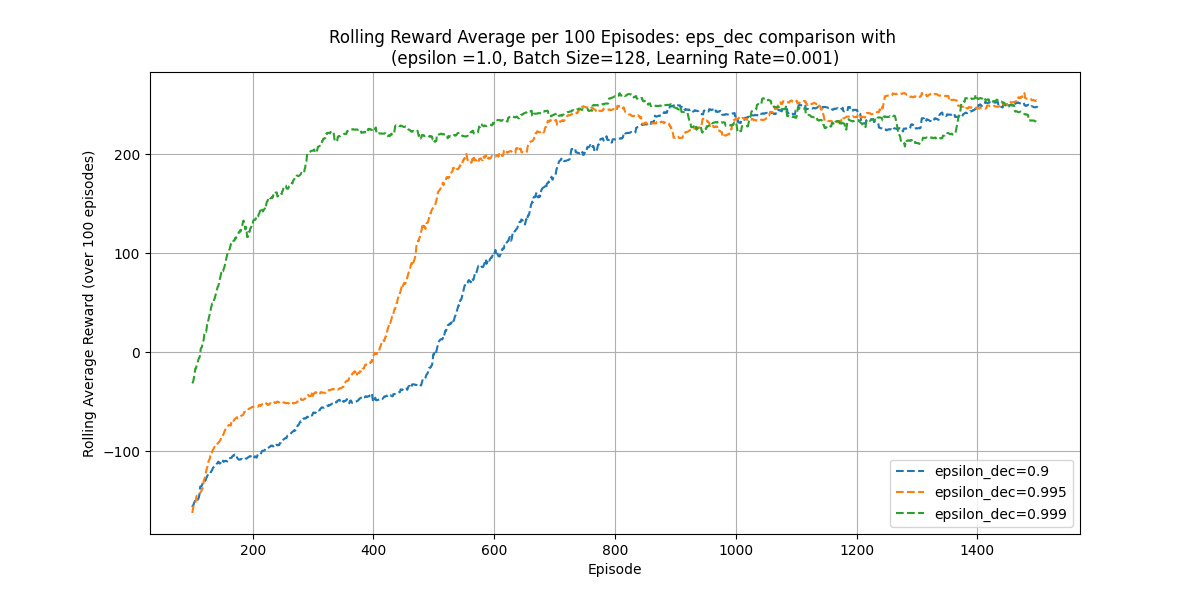 Rolling Reward Average per 100 Episodes: eps_dec comparison with
(epsilon =1.0, Batch Size=128, Learning Rate=0.001)
Rolling Average Reward (over 100 episodes)
200
100
0
−100
200
400
600
800
1000
1200
1400
Episode
epsilon_dec=0.9
epsilon_dec=0.995
epsilon_dec=0.999